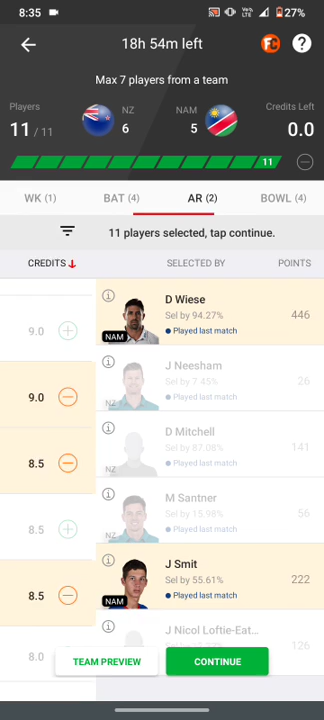 8:35
27%
18h 54m left
FC
?
Max 7 players from a team
Players
NZ
NAM
Credits Left
11 / 11
6
5
0.0
11
WK (1)
BAT (4)
AR (2)
BOWL (4)
11 players selected, tap continue.
CREDITS
SELECTED BY
POINTS
9.0
NAM
D Wiese
Sel by 94.27%
Played last match
446
9.0
NZ
J Neesham
Sel by 7.45%
Played last match
26
8.5
NZ
D Mitchell
Sel by 87.08%
Played last match
141
8.5
NZ
M Santner
Sel by 15.98%
Played last match
56
8.5
NAM
J Smit
Sel by 55.61%
Played last match
222
8.0
J Nicol Loftie-Eat...
126
TEAM PREVIEW
CONTINUE